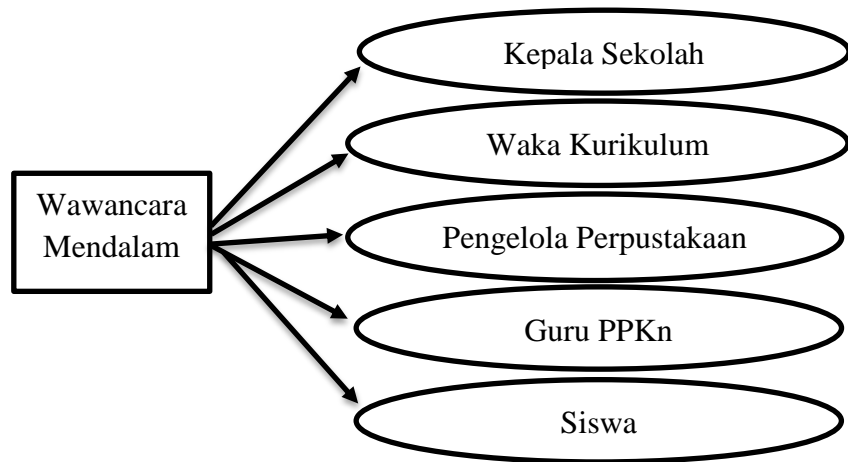 Kepala Sekolah
Waka Kurikulum
Wawancara
Mendalam
Pengelola Perpustakaan
Guru PPKn
Siswa